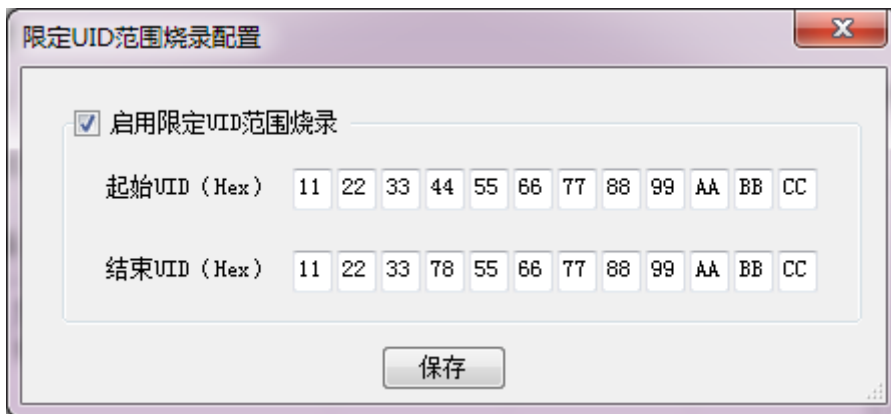 限定UID范围烧录配置
启用限定UID范围烧录
起始UID（Hex） 11 22 33 44 55 66 77 88 99 AA BB CC
结束UID（Hex） 11 22 33 78 55 66 77 88 99 AA BB CC
保存